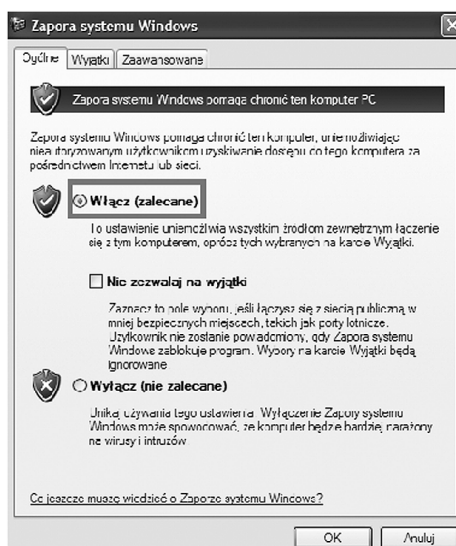 Zapora systemu Windows
Ogólne Wyjątki Zaawansowane
Zapora systemu Windows pomaga chronić ten komputer PC
Zapora systemu Windows pomaga chronić ten komputer, uniemożliwiając
nieautoryzowanym użytkownikom uzyskiwanie dostępu do tego komputera za
pośrednictwem Internetu lub sieci.
Włącz (zalecane)
To ustawienie uniemożliwia wszystkim źródłom zewnętrznym łączenie
się z tym komputerem, oprócz tych wybranych na karcie Wyjątki.
Nie zezwalaj na wyjątki
Zaznacz to pole wyboru, jeśli łączysz się z siecią publiczną w
mniej bezpiecznych miejscach, takich jak porty lotnicze.
Użytkownik nie zostanie powiadomiony, gdy Zapora systemu
Windows zablokuje program. Wybory na karcie Wyjątki będą
ignorowane.
Wyłącz (nie zalecane)
Unikaj używania tego ustawienia. Wyłączenie Zapory systemu
Windows może spowodować, że komputer będzie bardziej narażony
na wirusy i intruzów.
Co jeszcze muszę wiedzieć o Zaporze systemu Windows?
OK Anuluj